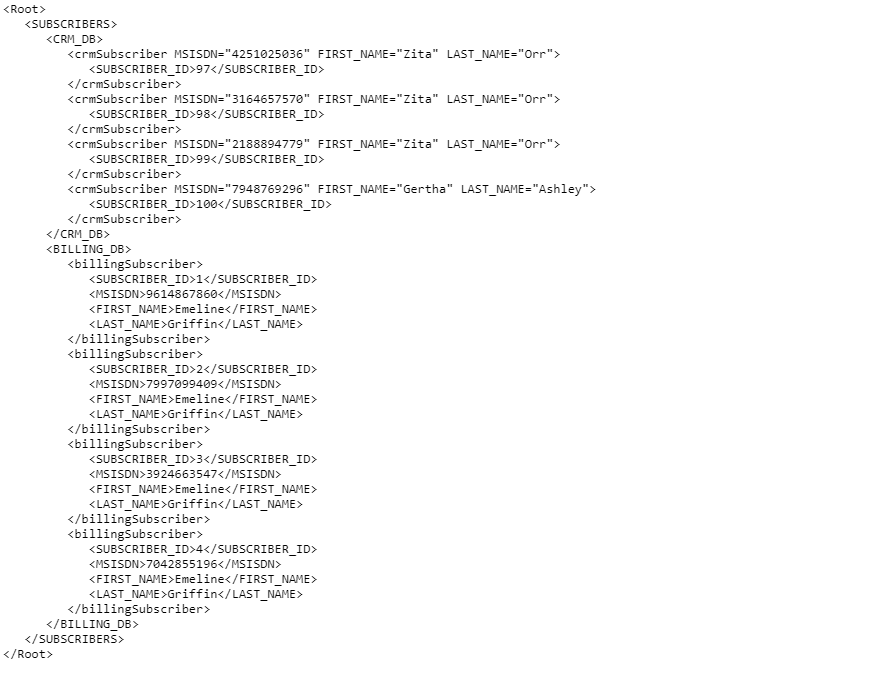 <Root>
<SUBSCRIBERS>
<CRM_DB>
<crmSubscriber MSISDN="4251025036" FIRST_NAME="Zita" LAST_NAME="Orr">
<SUBSCRIBER_ID>97</SUBSCRIBER_ID>
</crmSubscriber>
<crmSubscriber MSISDN="3164657570" FIRST_NAME="Zita" LAST_NAME="Orr">
<SUBSCRIBER_ID>98</SUBSCRIBER_ID>
</crmSubscriber>
<crmSubscriber MSISDN="2188894779" FIRST_NAME="Zita" LAST_NAME="Orr">
<SUBSCRIBER_ID>99</SUBSCRIBER_ID>
</crmSubscriber>
<crmSubscriber MSISDN="7948769296" FIRST_NAME="Gertha" LAST_NAME="Ashley">
<SUBSCRIBER_ID>100</SUBSCRIBER_ID>
</crmSubscriber>
</CRM_DB>
<BILLING_DB>
<billingSubscriber>
<SUBSCRIBER_ID>1</SUBSCRIBER_ID>
<MSISDN>9614867860</MSISDN>
<FIRST_NAME>Emeline</FIRST_NAME>
<LAST_NAME>Griffin</LAST_NAME>
</billingSubscriber>
<billingSubscriber>
<SUBSCRIBER_ID>2</SUBSCRIBER_ID>
<MSISDN>7997099409</MSISDN>
<FIRST_NAME>Emeline</FIRST_NAME>
<LAST_NAME>Griffin</LAST_NAME>
</billingSubscriber>
<billingSubscriber>
<SUBSCRIBER_ID>3</SUBSCRIBER_ID>
<MSISDN>3924663547</MSISDN>
<FIRST_NAME>Emeline</FIRST_NAME>
<LAST_NAME>Griffin</LAST_NAME>
</billingSubscriber>
<billingSubscriber>
<SUBSCRIBER_ID>4</SUBSCRIBER_ID>
<MSISDN>7042855196</MSISDN>
<FIRST_NAME>Emeline</FIRST_NAME>
<LAST_NAME>Griffin</LAST_NAME>
</billingSubscriber>
</BILLING_DB>
</SUBSCRIBERS>
</Root>